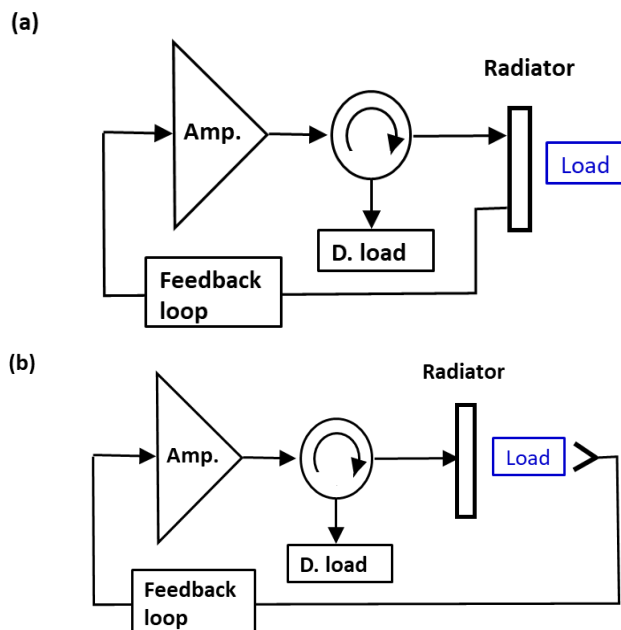 (a)
Radiator
Amp.
Load
D. load
Feedback
loop
(b)
Radiator
Amp.
Load
D. load
Feedback
loop